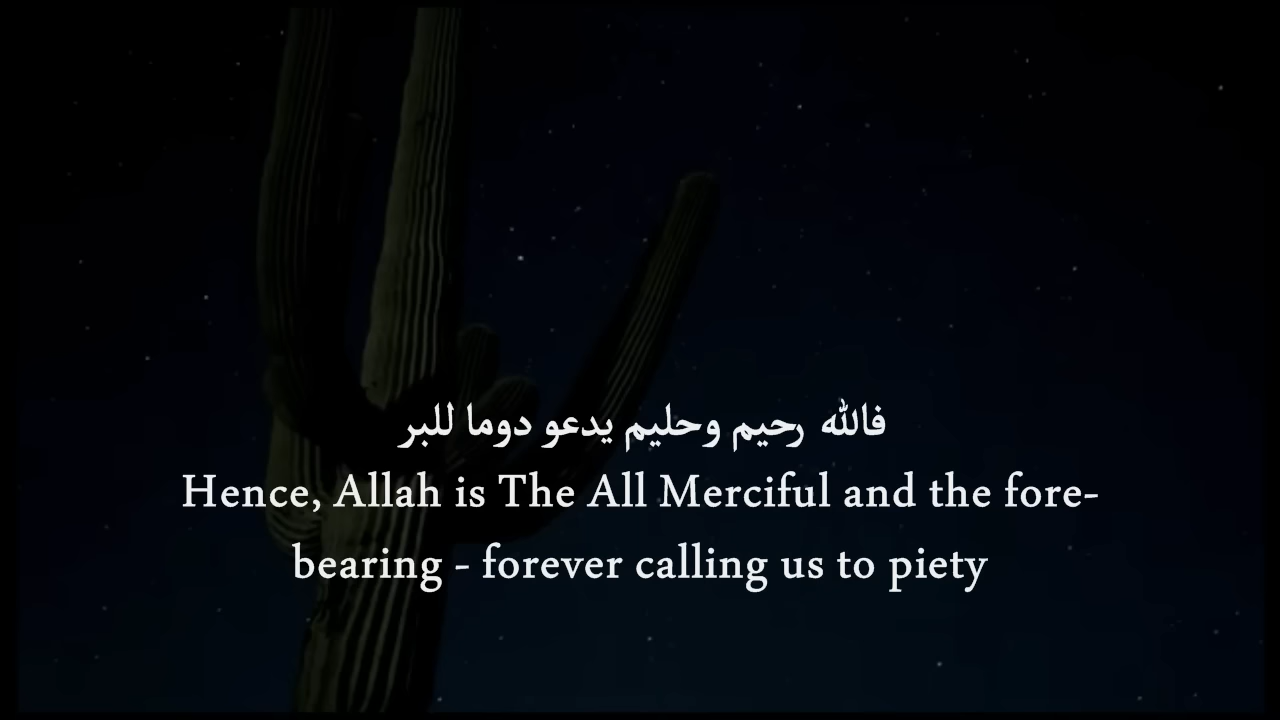 فالله رحيم وحليم يدعو دوما للبر
Hence, Allah is The All Merciful and the fore-
bearing - forever calling us to piety